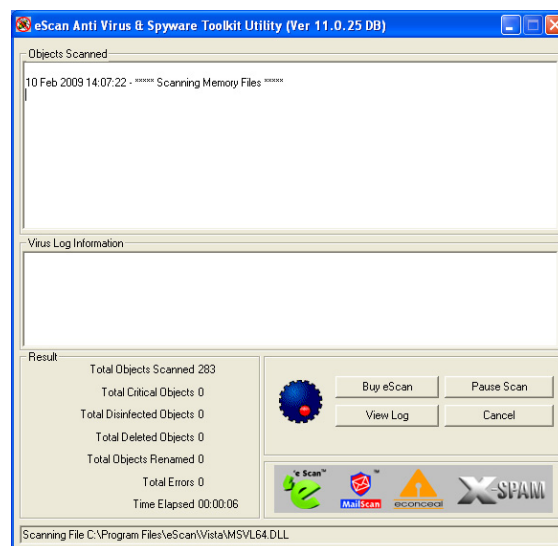 eScan Anti Virus & Spyware Toolkit Utility (Ver 11.0.25 DB)
Objects Scanned
10 Feb 2009 14:07:22 - ***** Scanning Memory Files *****
Virus Log Information
Result
Total Objects Scanned 283
Total Critical Objects 0
Total Disinfected Objects 0
Total Deleted Objects 0
Total Objects Renamed 0
Total Errors 0
Time Elapsed 00:00:06
Buy eScan
Pause Scan
View Log
Cancel
'e Scan™
MailScan ™
econceal
X-SPAM
Scanning File C:\Program Files\eScan\Vista\MSVL64.DLL